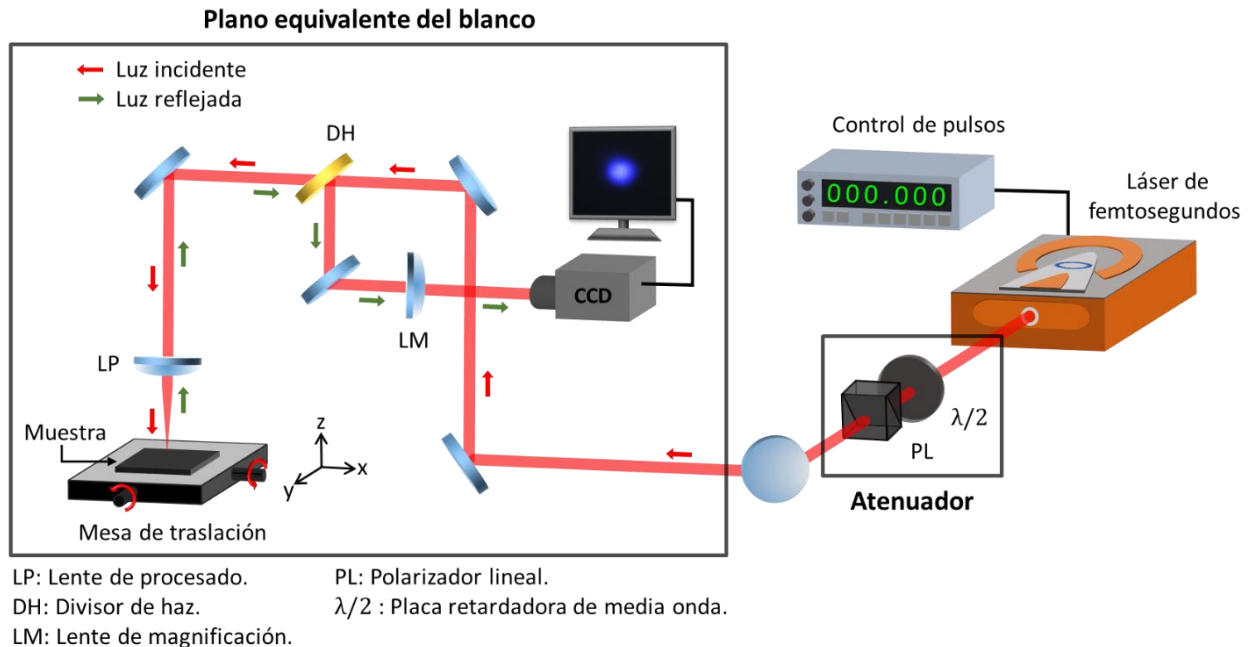 Plano equivalente del blanco
Luz incidente
Luz reflejada
DH
Control de pulsos
000.000
Láser de
femtosegundos
CCD
LM
LP
Muestra
z
x
y
λ/2
PL
Atenuador
Mesa de traslación
LP: Lente de procesado.
PL: Polarizador lineal.
DH: Divisor de haz.
λ/2 : Placa retardadora de media onda.
LM: Lente de magnificación.